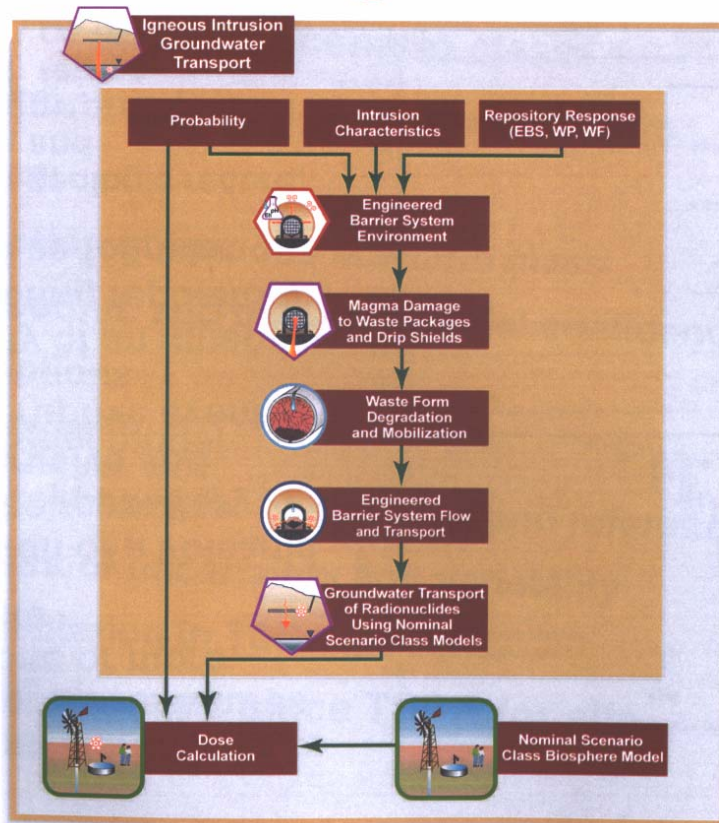 Igneous Intrusion
Groundwater
Transport
Probability
Intrusion
Characteristics
Repository Response
(EBS, WP, WF)
Engineered
Barrier System
Environment
Magma Damage
to Waste Packages
and Drip Shields
Waste Form
Degradation
and Mobilization
Engineered
Barrier System Flow
and Transport
Groundwater Transport
of Radionuclides
Using Nominal
Scenario Class Models
Dose
Calculation
Nominal Scenario
Class Biosphere Model